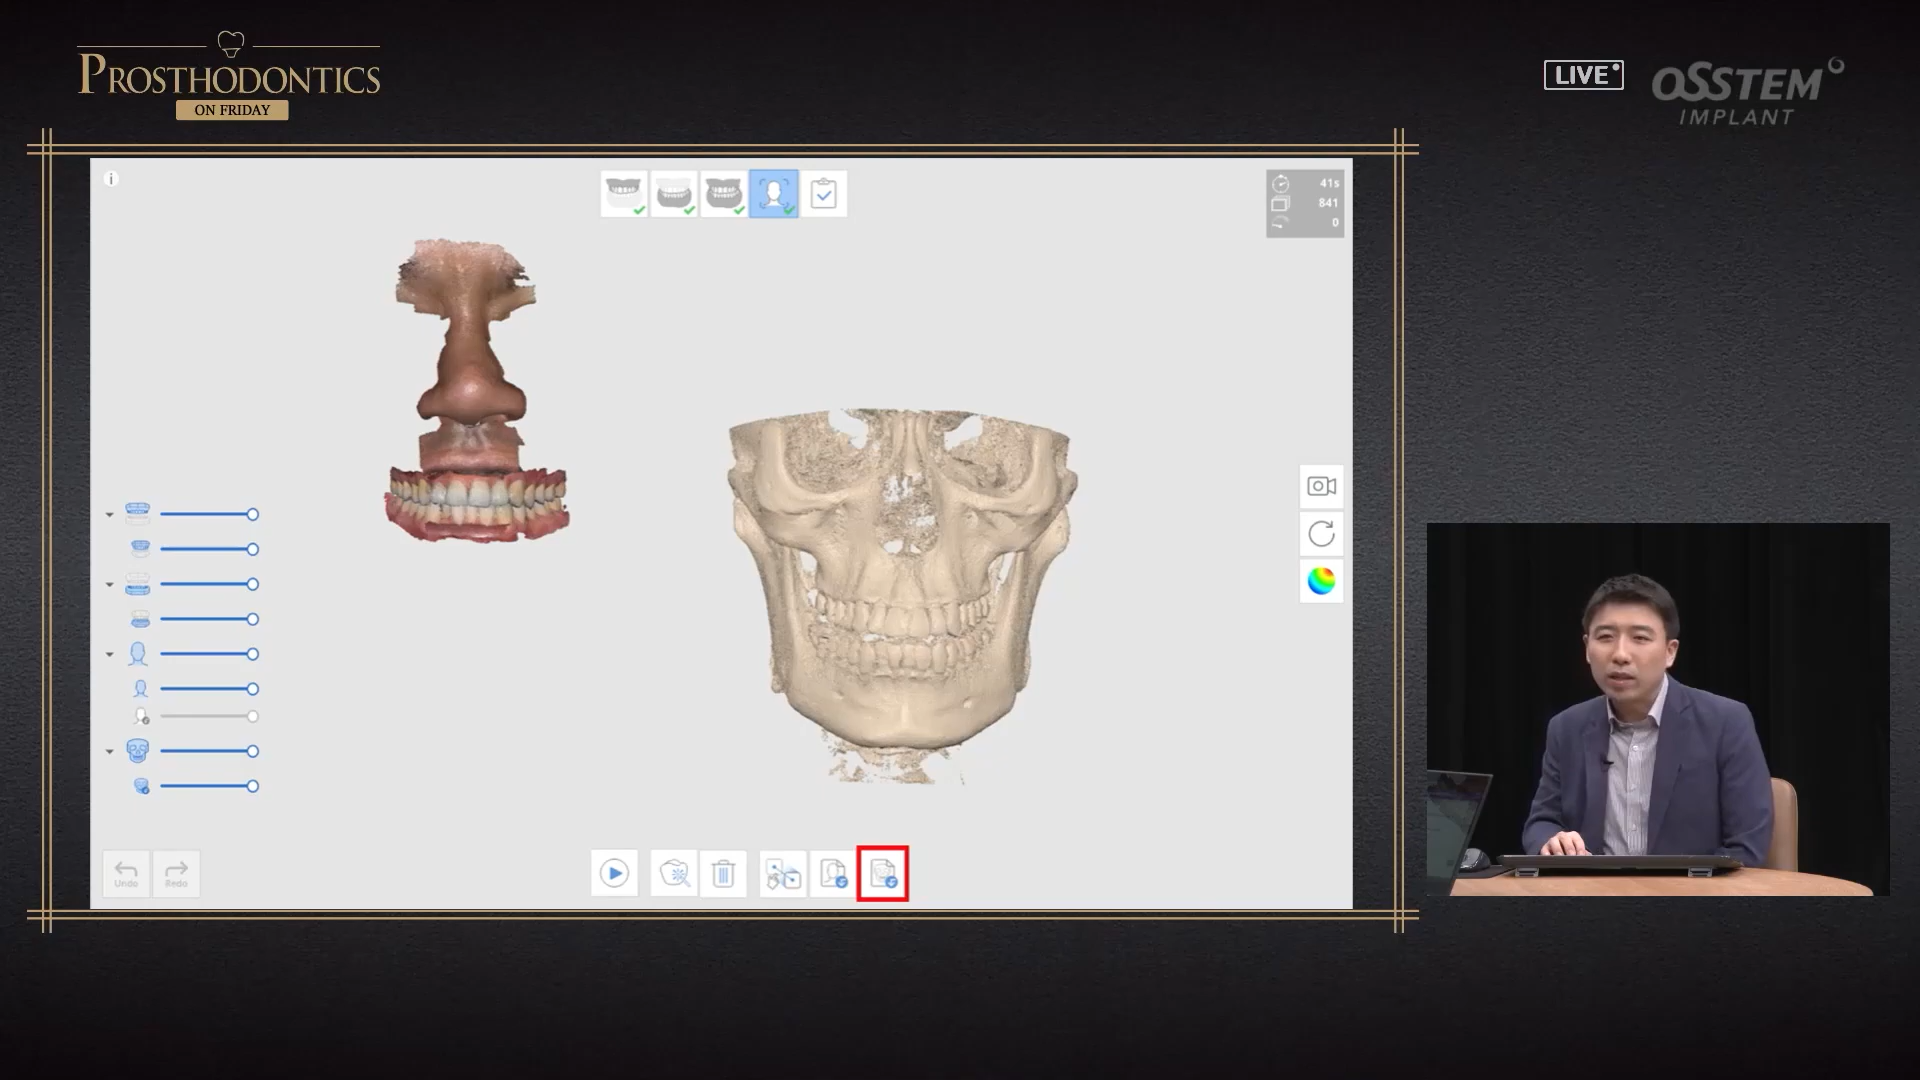 PROSTHODONTICS
ON FRIDAY
LIVE
OSSTEM
IMPLANT
i
41s
841
0
Undo
Redo